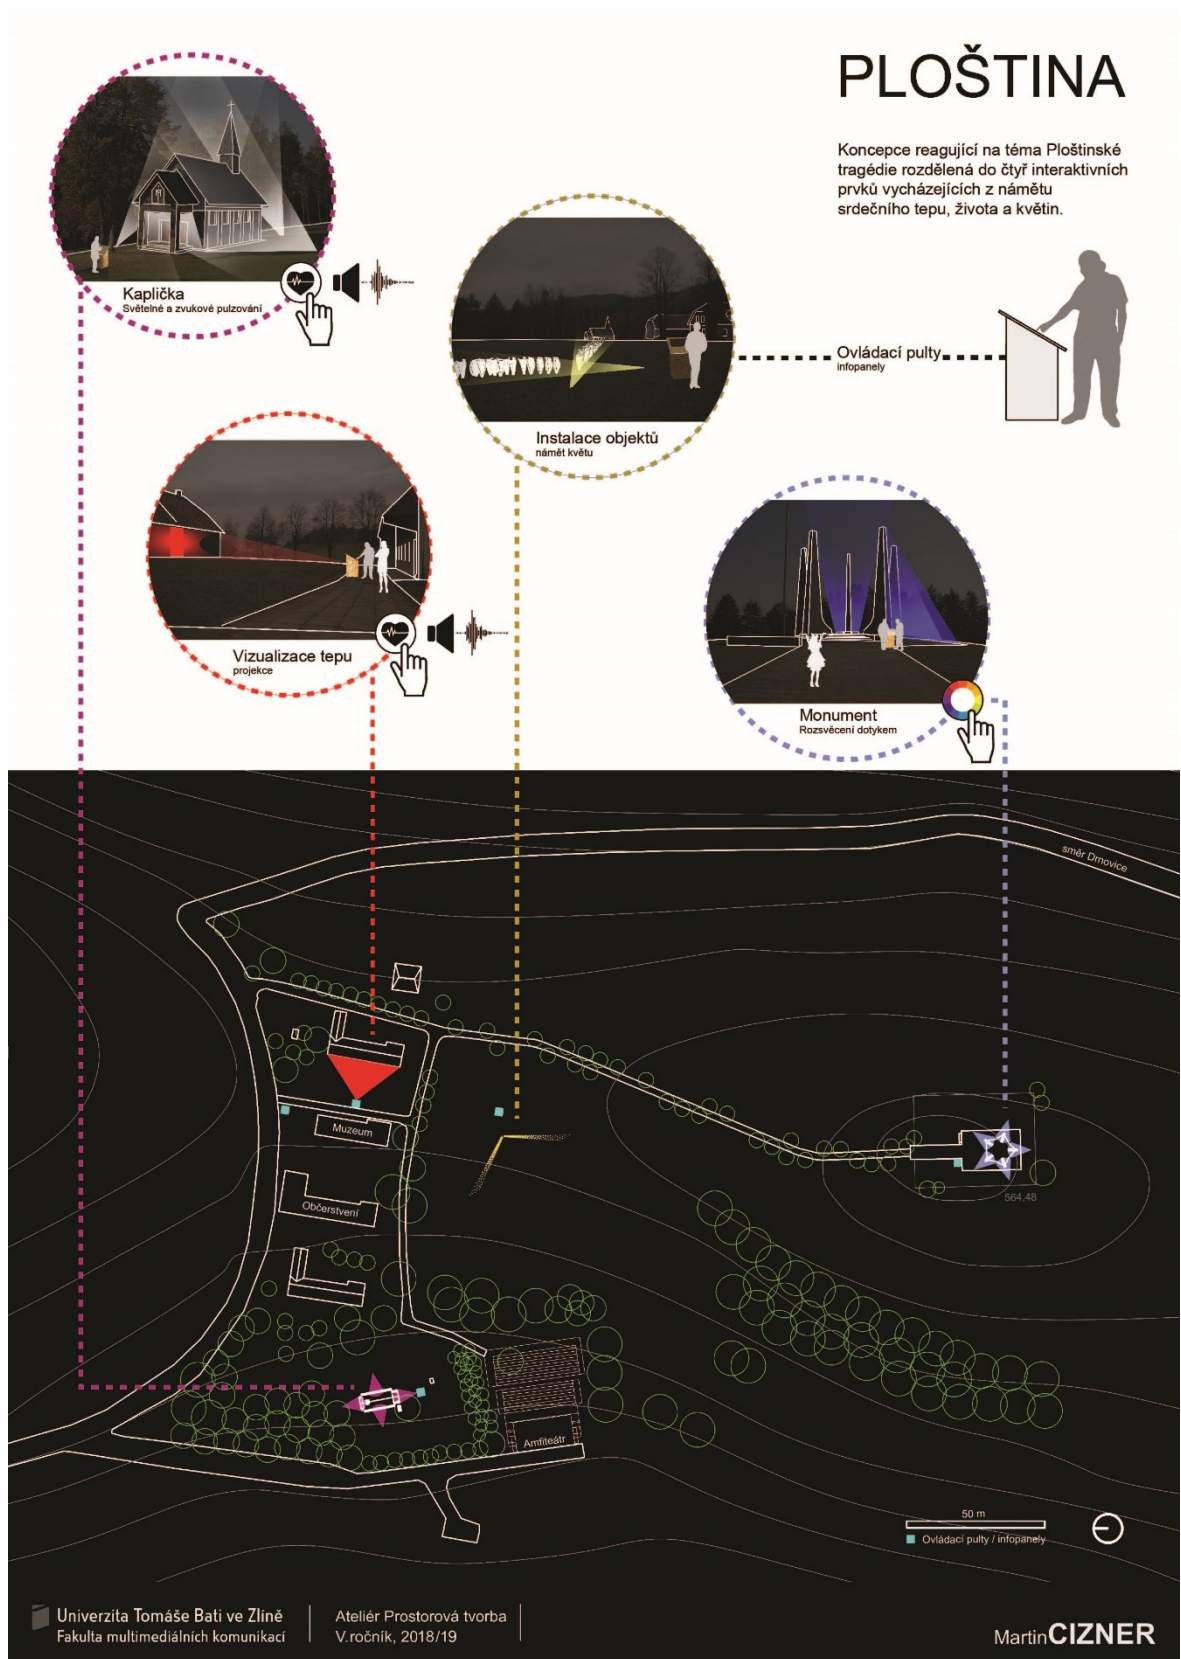 PLOŠTINA
Koncepce reagující na téma Ploštinské
tragédie rozdělená do čtyř interaktivních
prvků vycházejících z námětu
srdečního tepu, života a květin.
Kaplička
Světelné a zvukové pulzování
Ovládací pulty
infopanely
Instalace objektů
námět květu
Vizualizace tepu
projekce
Monument
Rozsvěcení dotykem
směr Drnovice
Muzeum
Občerstvení
564,48
Amfiteátr
50 m
Ovládací pulty / infopanely
Univerzita Tomáše Bati ve Zlíně
Fakulta multimediálních komunikací
Ateliér Prostorová tvorba
V.ročník, 2018/19
MartinCIZNER